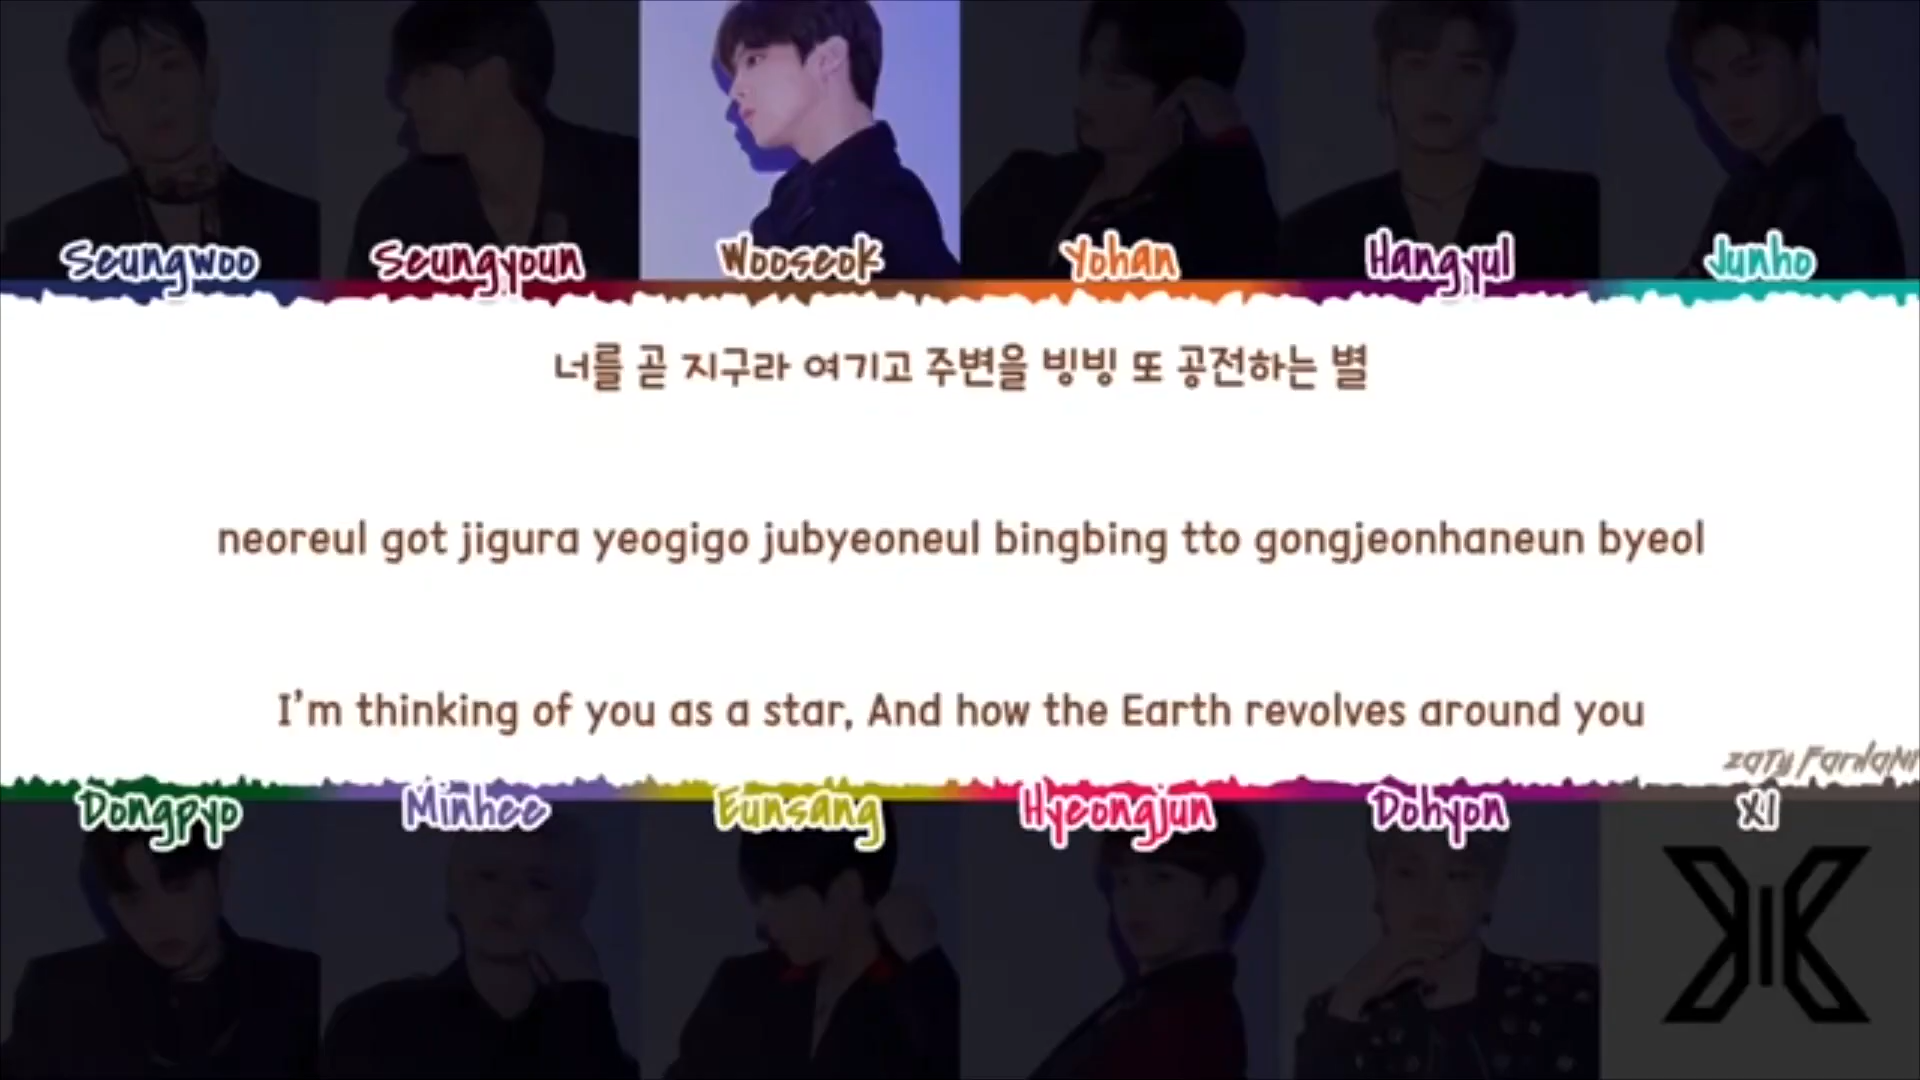 Seungwoo Seungyoun Wooseok Yohan Hangyul Junho
너를 곧 지구라 여기고 주변을 빙빙 또 공전하는 별
neoreul got jigura yeogigo jubyeoneul bingbing tto gongjeonhaneun byeol
I'm thinking of you as a star, And how the Earth revolves around you
zaty Farhani
Dongpyo Minhee Eunsang Hyeongjun Dohyon X1